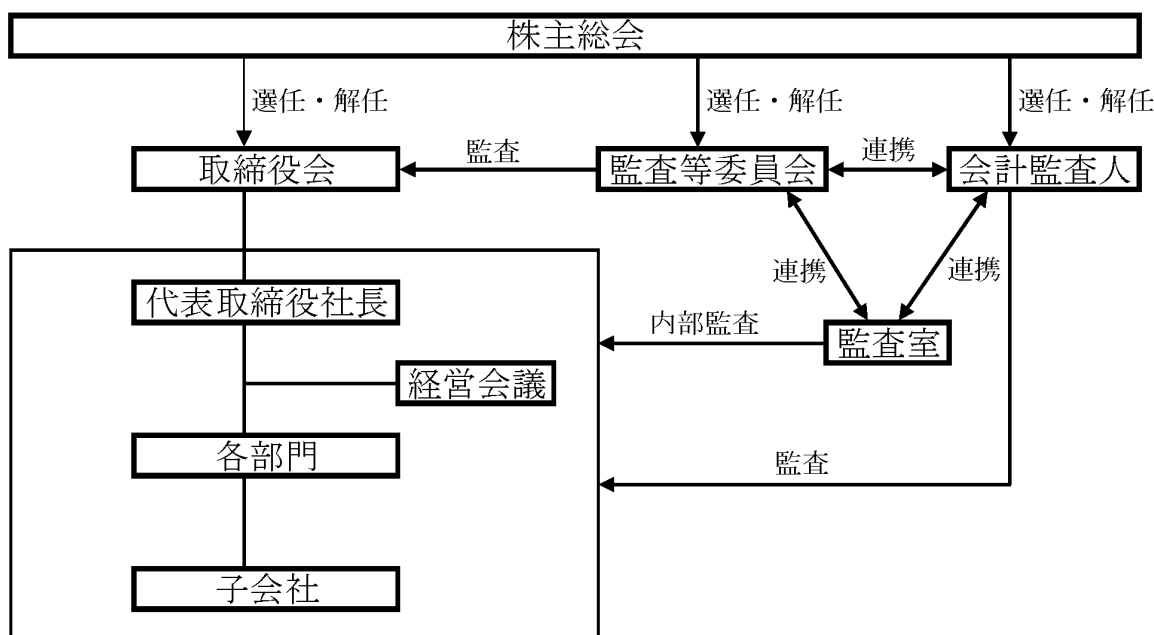 株主総会
選任・解任
選任・解任
選任・解任
取締役会
監査
監査等委員会
連携
会計監査人
連携
連携
代表取締役社長
内部監査
監査室
経営会議
各部門
監査
子会社